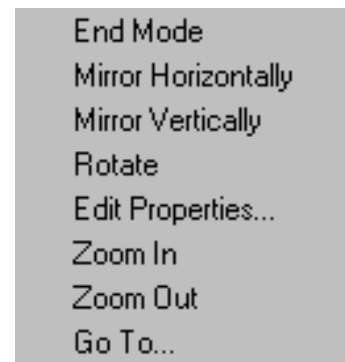 End Mode
Mirror Horizontally
Mirror Vertically
Rotate
Edit Properties...
Zoom In
Zoom Out
Go To...